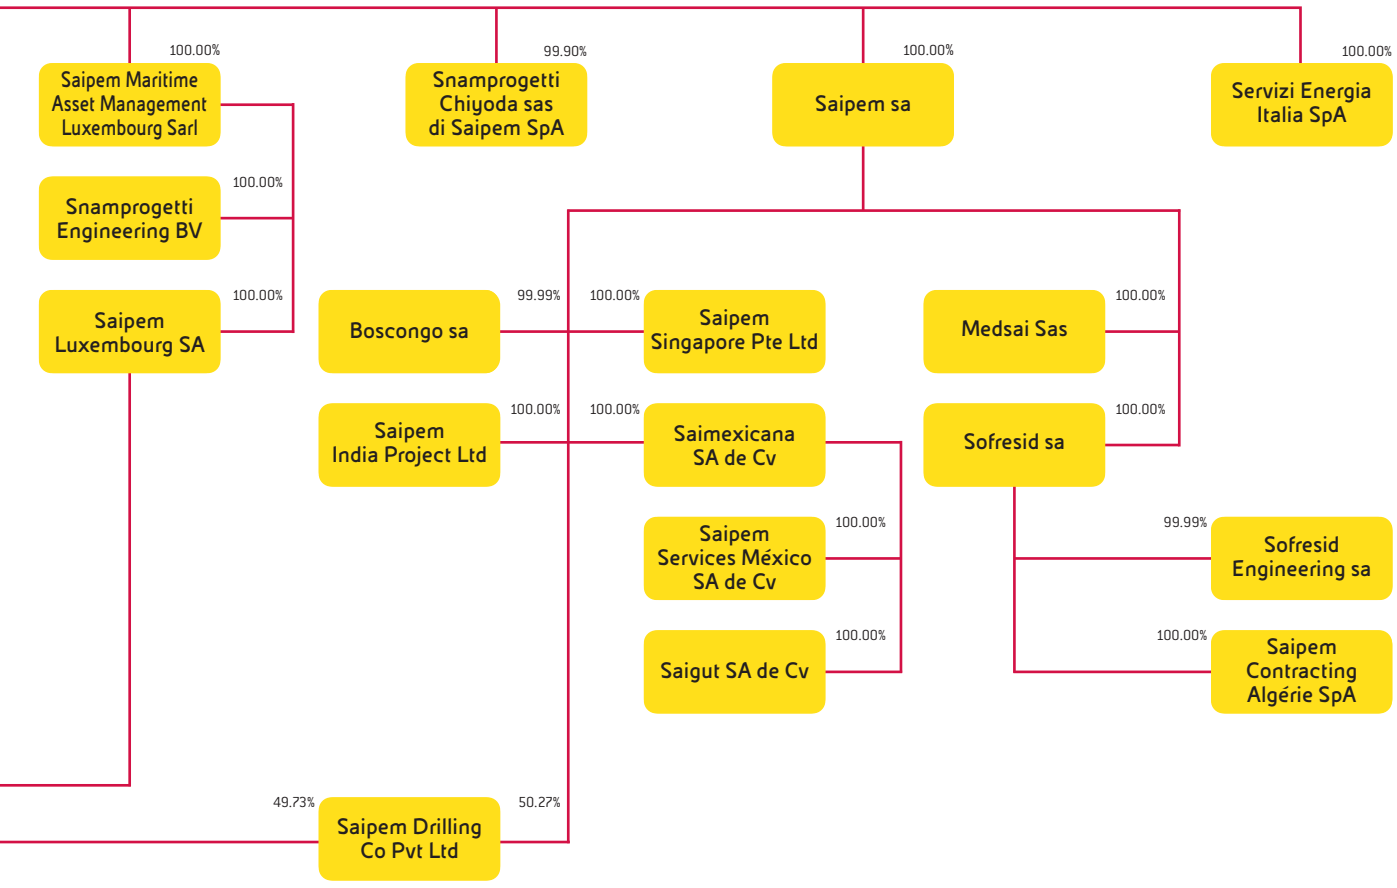 100.00%
99.90%
100.00%
100.00%
Saipem Maritime
Asset Management
Luxembourg Sarl
Snamprogetti
Chiyoda sas
di Saipem SpA
Saipem sa
Servizi Energia
Italia SpA
100.00%
Snamprogetti
Engineering BV
100.00%
Saipem
Luxembourg SA
99.99%
Boscongo sa
100.00%
Saipem
Singapore Pte Ltd
100.00%
Medsai Sas
100.00%
Saipem
India Project Ltd
100.00%
Saimexicana
SA de Cv
100.00%
Sofresid sa
100.00%
Saipem
Services México
SA de Cv
99.99%
Sofresid
Engineering sa
100.00%
Saigut SA de Cv
100.00%
Saipem
Contracting
Algérie SpA
49.73%
50.27%
Saipem Drilling
Co Pvt Ltd